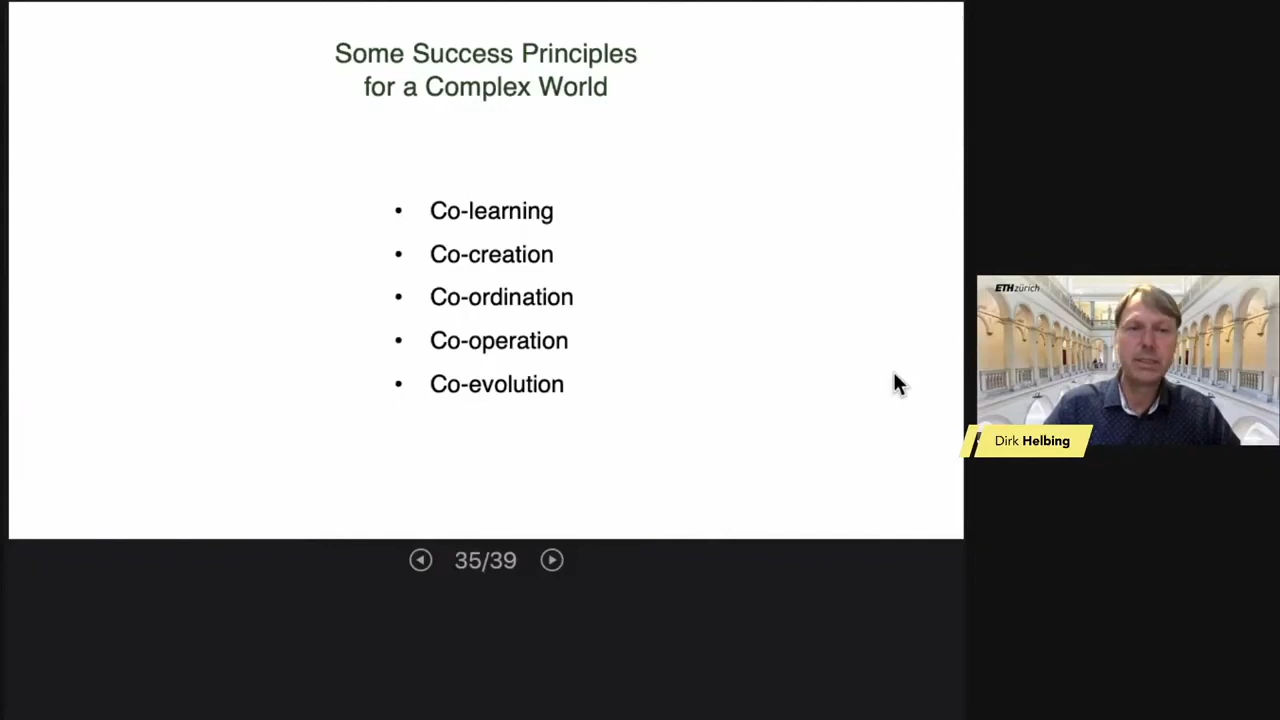 Some Success Principles
for a Complex World
• Co-learning
• Co-creation
• Co-ordination
• Co-operation
• Co-evolution
35/39
ETH zürich
Dirk Helbing